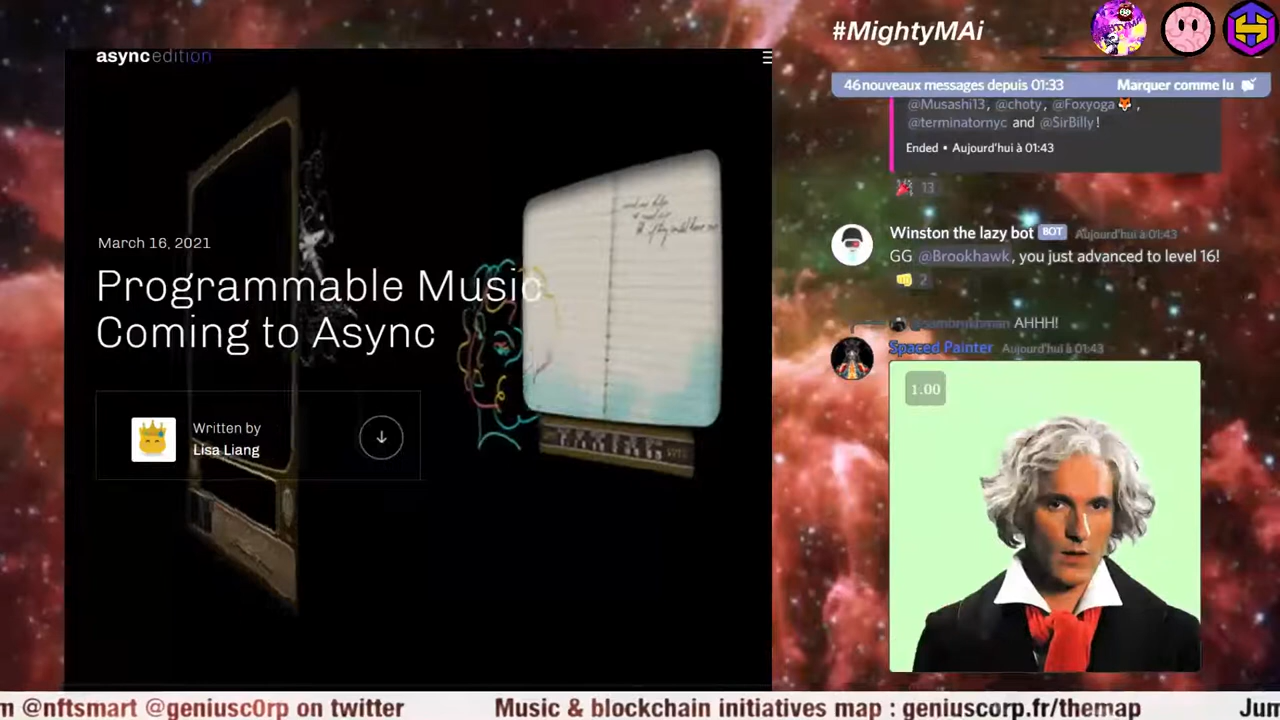 asyncedition
March 16, 2021
Programmable Music
Coming to Async
Written by
Lisa Liang
#MightyMAi
46 nouveaux messages depuis 01:33 Marquer comme lu
@Musashi13, @choty, @Foxyoga🦊,
@terminatornyc and @SirBilly!
Ended • Aujourd'hui à 01:43
🎉 13
Winston the lazy bot BOT Aujourd'hui à 01:43
GG @Brookhawk, you just advanced to level 16!
👊 2
AHHH!
Spaced Painter Aujourd'hui à 01:43
1.00
m @nftsmart @geniusc0rp on twitter Music & blockchain initiatives map : geniuscorp.fr/themap Jun